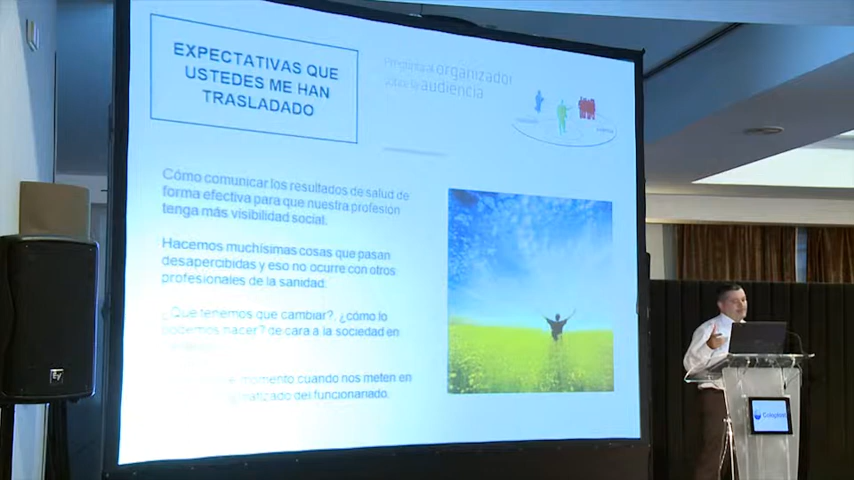 EXPECTATIVAS QUE
USTEDES ME HAN
TRASLADADO
organizador
audiencia
Cómo comunicar los resultados de salud de
forma efectiva para que nuestra profesión
tenga más visibilidad social.
Hacemos muchísimas cosas que pasan
desapercibidas y eso no ocurre con otros
profesionales de la sanidad.
¿Qué tenemos que cambiar?, ¿cómo lo
podemos hacer? de cara a la sociedad en
momento cuando nos meten en
del funcionariado.